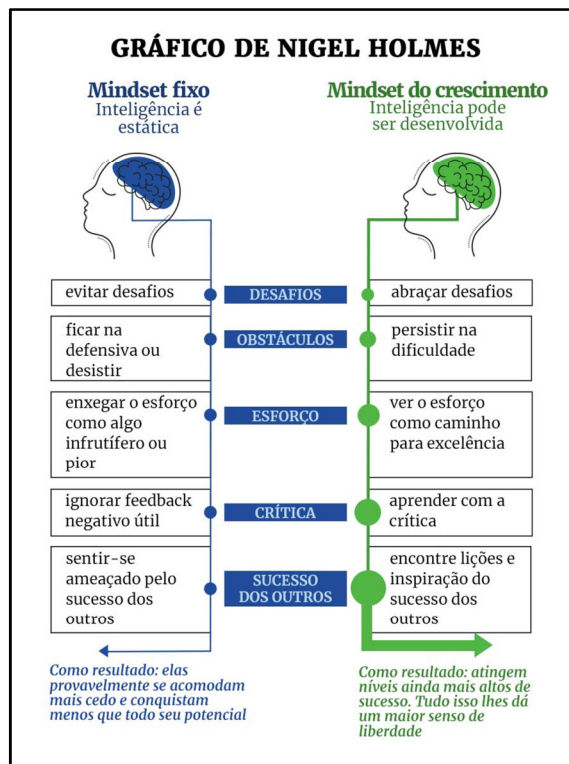 GRÁFICO DE NIGEL HOLMES
Mindset fixo
Inteligência é
estática
Mindset do crescimento
Inteligência pode
ser desenvolvida
evitar desafios
DESAFIOS
abraçar desafios
ficar na
defensiva ou
desistir
OBSTÁCULOS
persistir na
dificuldade
enxegar o esforço
como algo
infrutífero ou
pior
ESFORÇO
ver o esforço
como caminho
para excelência
ignorar feedback
negativo útil
CRÍTICA
aprender com a
crítica
sentir-se
ameaçado pelo
sucesso dos
outros
SUCESSO
DOS OUTROS
encontre lições e
inspiração do
sucesso dos
outros
Como resultado: elas
provavelmente se acomodam
mais cedo e conquistam
menos que todo seu potencial
Como resultado: atingem
níveis ainda mais altos de
sucesso. Tudo isso lhes dá
um maior senso de
liberdade